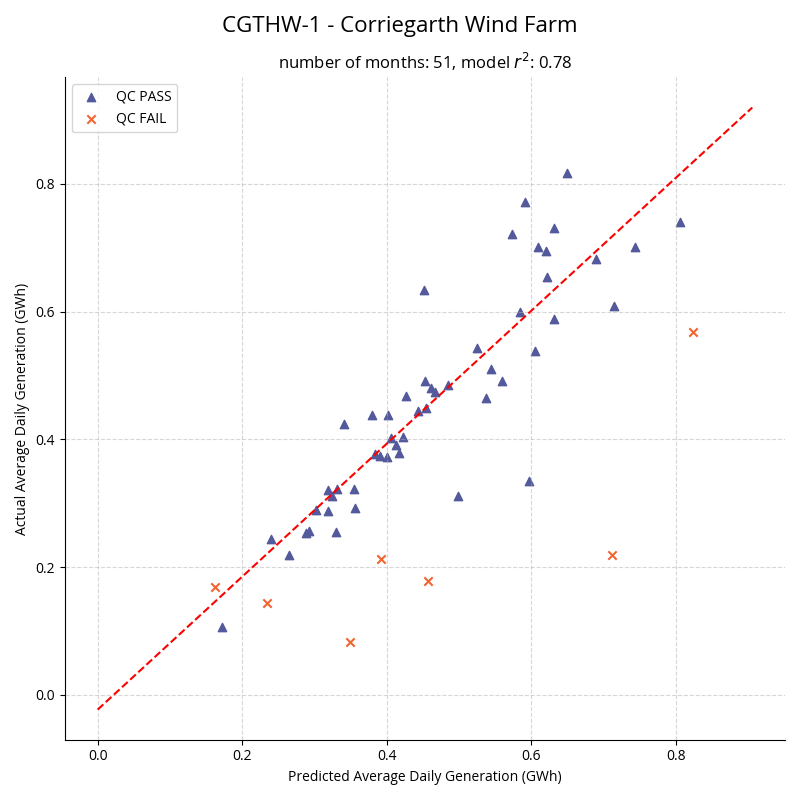 CGTHW-1 - Corriegarth Wind Farm
number of months: 51, model r²: 0.78
QC PASS
QC FAIL
Actual Average Daily Generation (GWh)
0.8
0.6
0.4
0.2
0.0
0.0 0.2 0.4 0.6 0.8
Predicted Average Daily Generation (GWh)